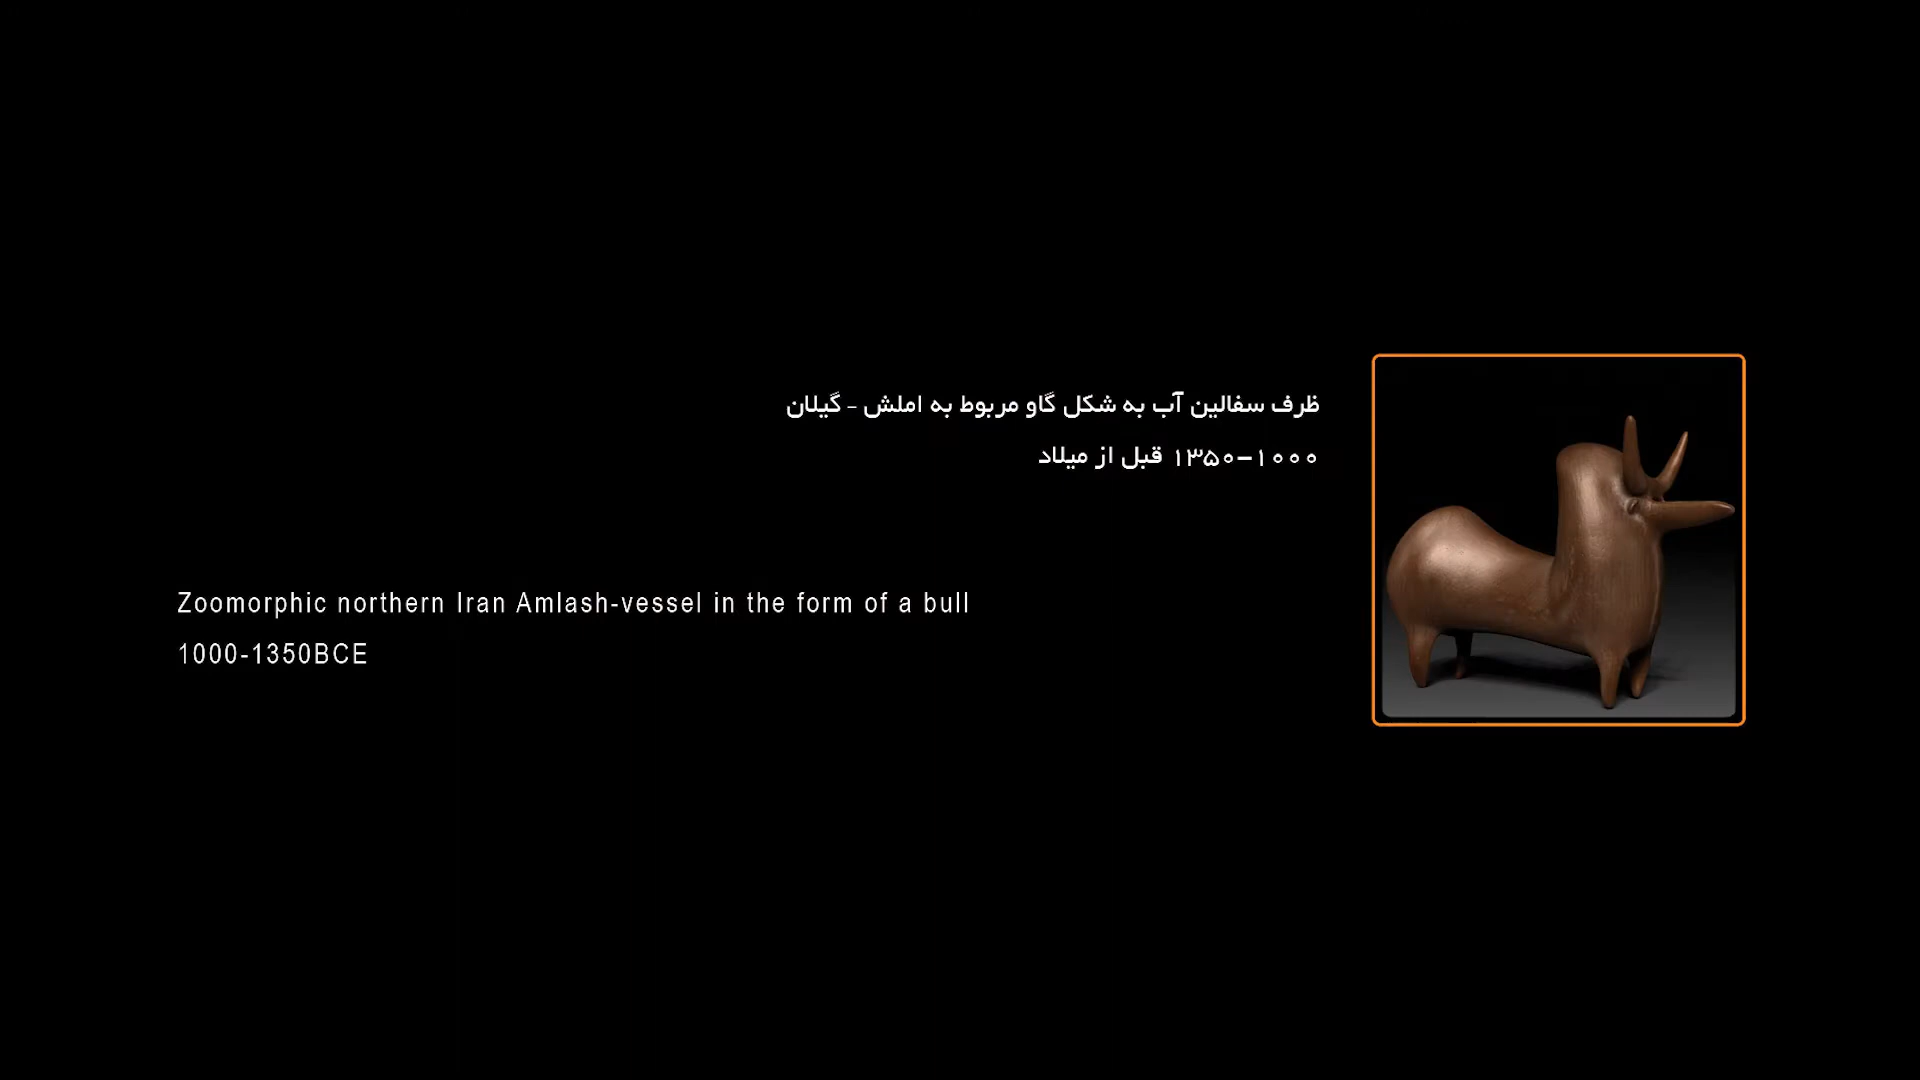 ظرف سفالین آب به شکل گاو مربوط به املش - گیلان
۱۳۵۰-۱۰۰۰ قبل از میلاد
Zoomorphic northern Iran Amlash-vessel in the form of a bull
1000-1350BCE